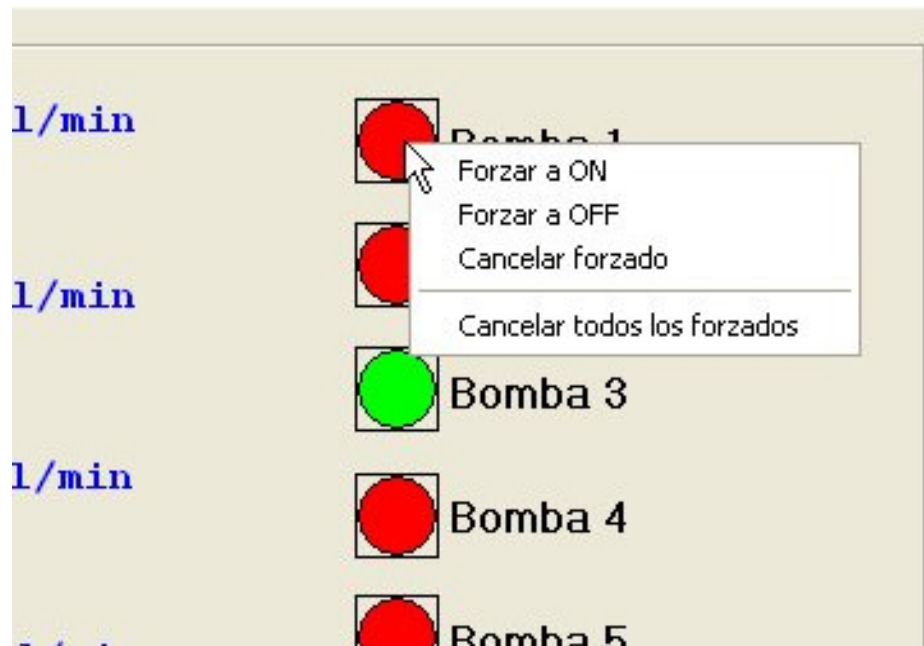 l/min
Bomba 1
Forzar a ON
Forzar a OFF
Cancelar forzado
l/min
Cancelar todos los forzados
Bomba 3
l/min
Bomba 4
Bomba 5